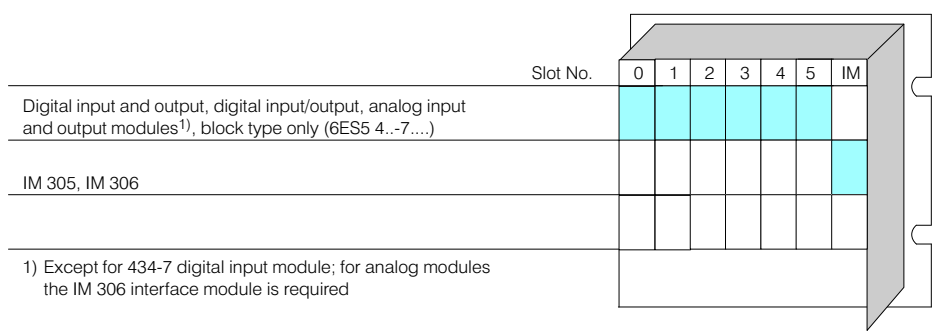 Slot No. 0 1 2 3 4 5 IM
Digital input and output, digital input/output, analog input
and output modules1), block type only (6ES5 4..-7....)
IM 305, IM 306
1) Except for 434-7 digital input module; for analog modules
the IM 306 interface module is required